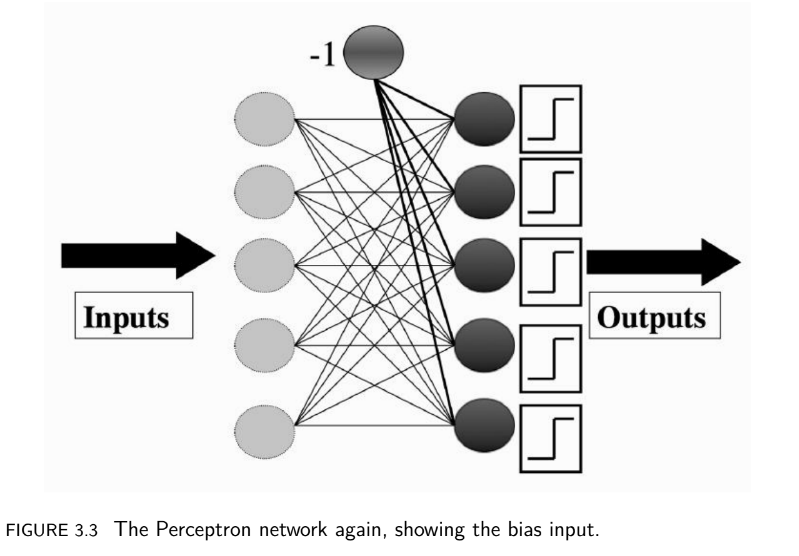 -1
Inputs
Outputs
FIGURE 3.3 The Perceptron network again, showing the bias input.